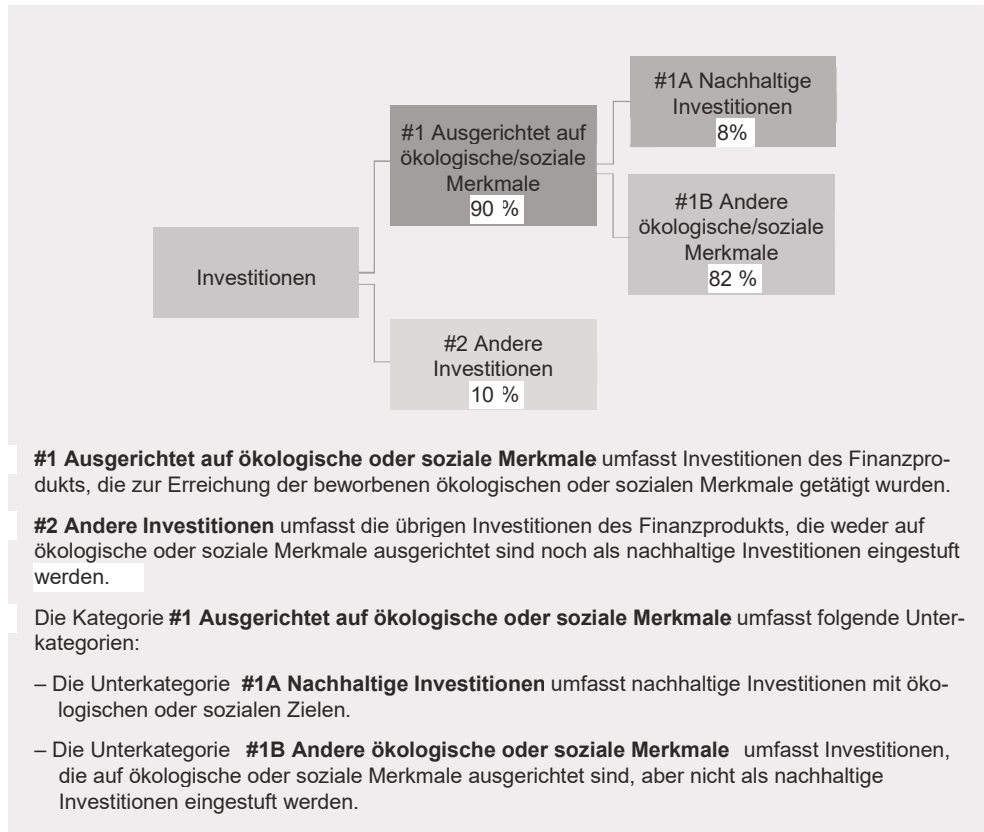 #1A Nachhaltige
Investitionen
8%
#1 Ausgerichtet auf
ökologische/soziale
Merkmale
90 %
#1B Andere
ökologische/soziale
Merkmale
82 %
Investitionen
#2 Andere
Investitionen
10 %
#1 Ausgerichtet auf ökologische oder soziale Merkmale umfasst Investitionen des Finanzpro-
dukts, die zur Erreichung der beworbenen ökologischen oder sozialen Merkmale getätigt wurden.
#2 Andere Investitionen umfasst die übrigen Investitionen des Finanzprodukts, die weder auf
ökologische oder soziale Merkmale ausgerichtet sind noch als nachhaltige Investitionen eingestuft
werden.
Die Kategorie #1 Ausgerichtet auf ökologische oder soziale Merkmale umfasst folgende Unter-
kategorien:
– Die Unterkategorie #1A Nachhaltige Investitionen umfasst nachhaltige Investitionen mit öko-
logischen oder sozialen Zielen.
– Die Unterkategorie #1B Andere ökologische oder soziale Merkmale umfasst Investitionen,
die auf ökologische oder soziale Merkmale ausgerichtet sind, aber nicht als nachhaltige
Investitionen eingestuft werden.